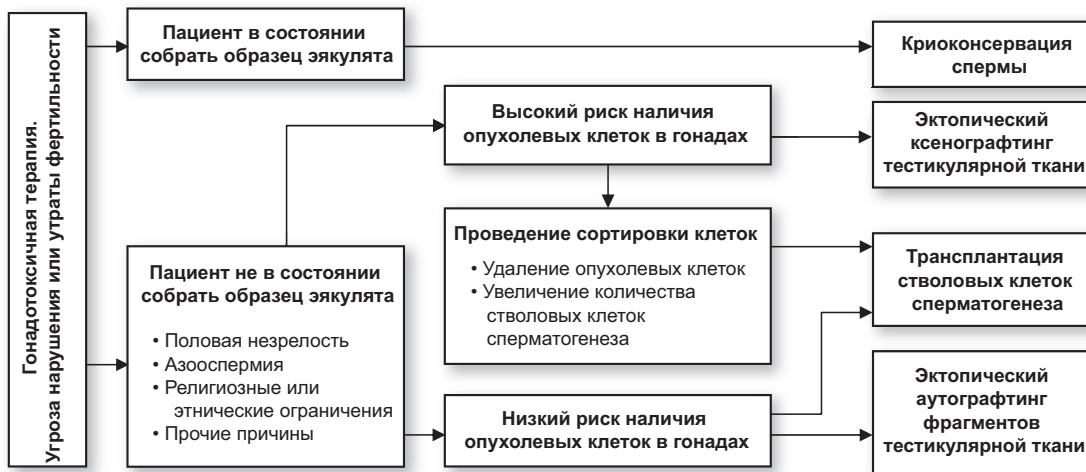 Гонадотоксичная терапия.
Угроза нарушения или утраты фертильности
Пациент в состоянии
собрать образец эякулята
Криоконсервация
спермы
Высокий риск наличия
опухолевых клеток в гонадах
Эктопический
ксенографтинг
тестикулярной ткани
Пациент не в состоянии
собрать образец эякулята
• Половая незрелость
• Азооспермия
• Религиозные или
этнические ограничения
• Прочие причины
Проведение сортировки клеток
• Удаление опухолевых клеток
• Увеличение количества
стволовых клеток
сперматогенеза
Трансплантация
стволовых клеток
сперматогенеза
Низкий риск наличия
опухолевых клеток в гонадах
Эктопический
аутографтинг
фрагментов
тестикулярной ткани